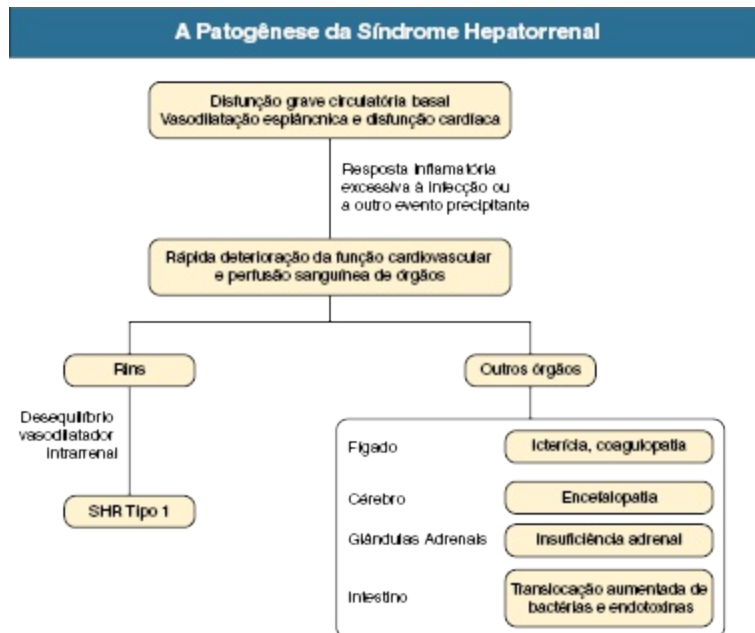 A Patogênese da Síndrome Hepatorrenal
Disfunção grave circulatória basal
Vasodilatação esplâncnica e disfunção cardíaca
Resposta inflamatória
excessiva à infecção ou
a outro evento precipitante
Rápida deterioração da função cardiovascular
e perfusão sanguínea de órgãos
Rins
Outros órgãos
Desequilíbrio
vasodilatador
intrarrenal
SHR Tipo 1
Fígado
Icterícia, coagulopatia
Cérebro
Encefalopatia
Glândulas Adrenais
Insuficiência adrenal
Intestino
Translocação aumentada de
bactérias e endotoxinas